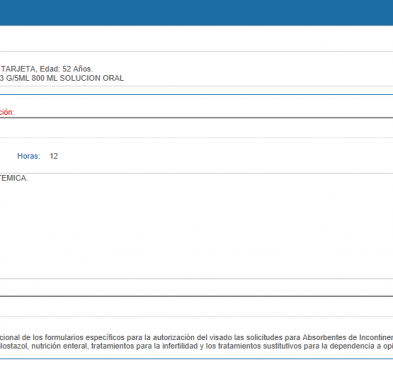 TARJETA, Edad: 52 Años.
3 G/5ML 800 ML SOLUCION ORAL
ción:
Horas: 12
TEMICA.
cional de los formularios específicos para la autorización del visado las solicitudes para Absorbentes de Incontinen
ilostazol, nutrición enteral, tratamientos para la infertilidad y los tratamientos sustitutivos para la dependencia a opi